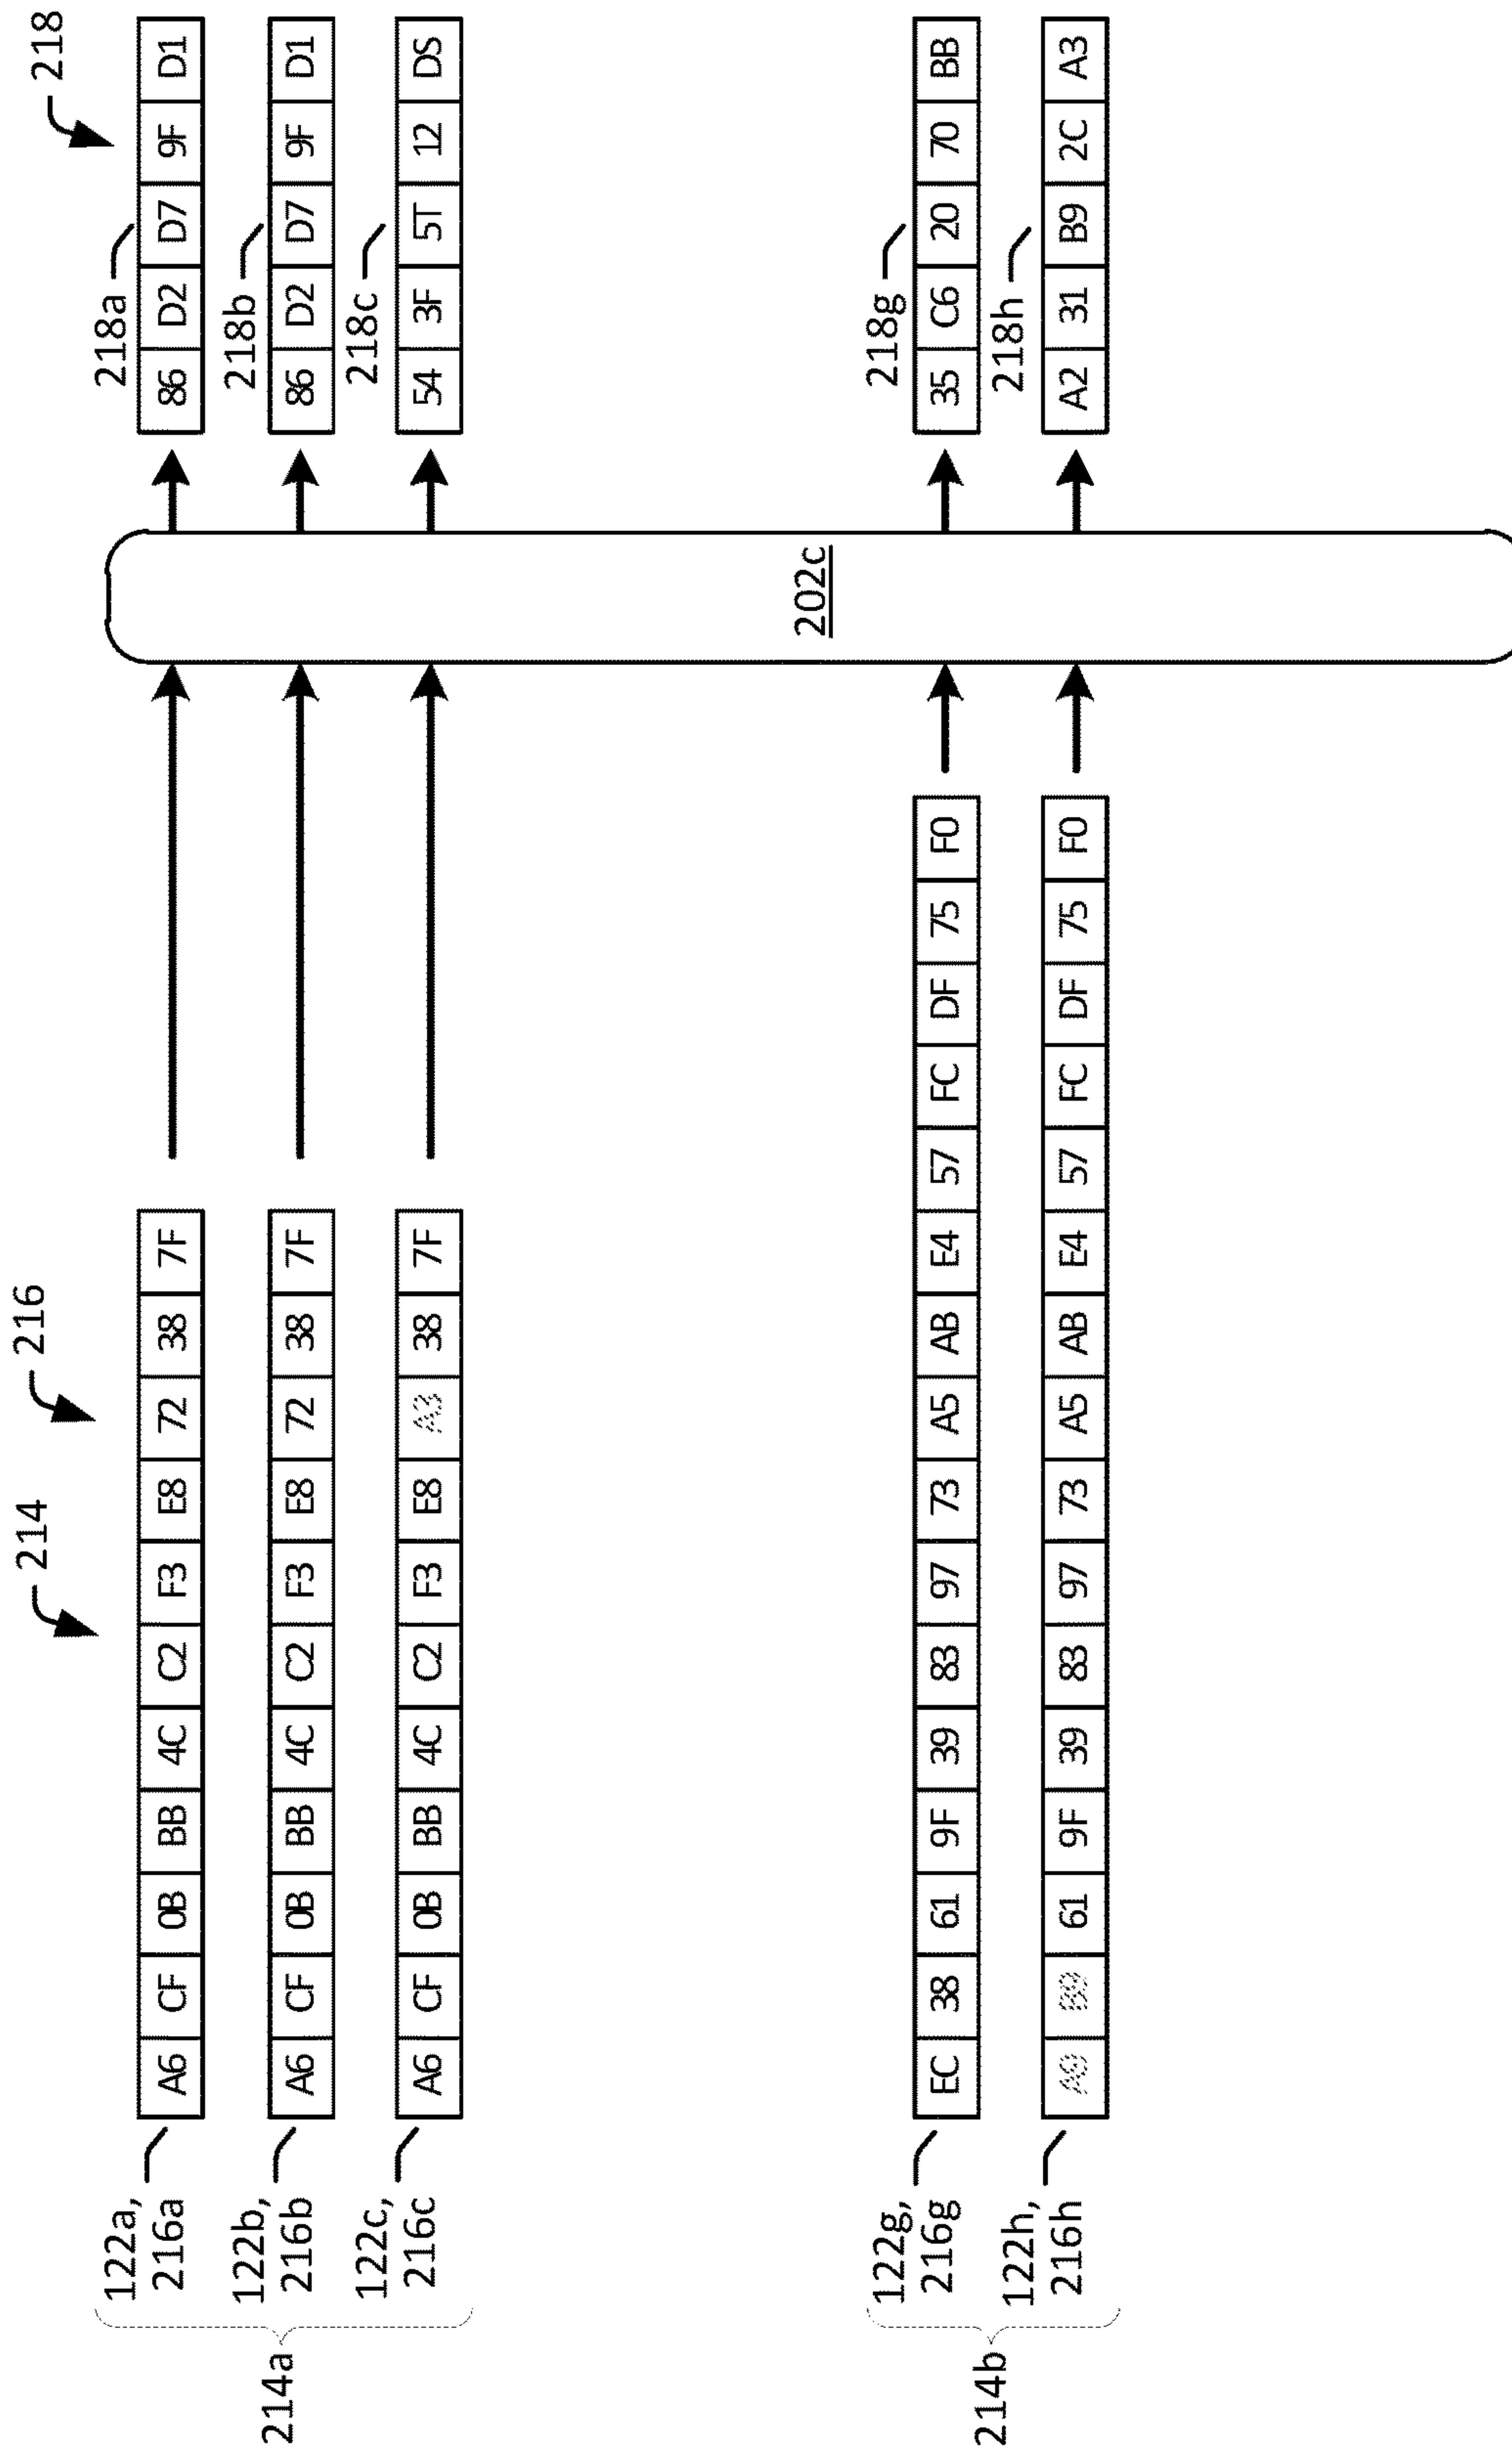 214
216
218
122a,
216a
A6 CF 0B BB 4C C2 F3 E8 72 38 7F
218a
86 D2 D7 9F D1
122b,
216b
A6 CF 0B BB 4C C2 F3 E8 72 38 7F
218b
86 D2 D7 9F D1
122c,
216c
A6 CF 0B BB 4C C2 F3 E8 A3 38 7F
218c
54 3F 5T 12 DS
214a
202c
122g,
216g
EC 38 61 9F 39 83 97 73 A5 AB E4 57 FC DF 75 F0
218g
35 C6 20 70 BB
122h,
216h
A9 B9 61 9F 39 83 97 73 A5 AB E4 57 FC DF 75 F0
218h
A2 31 B9 2C A3
214b